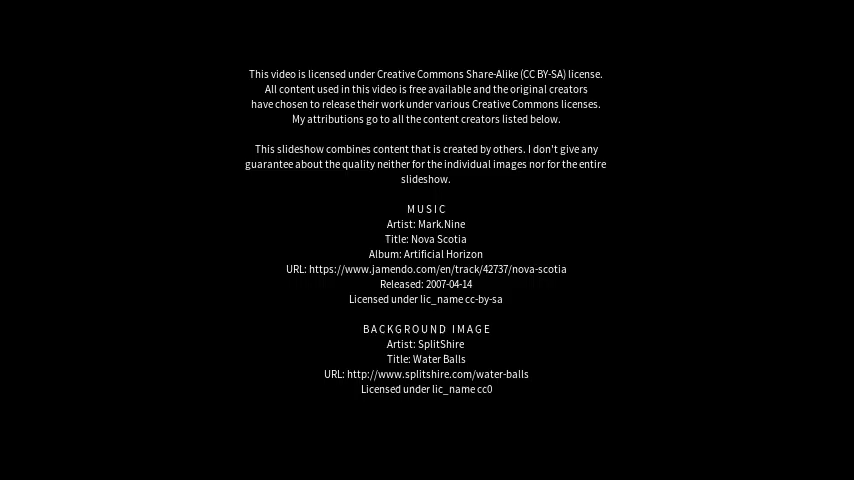 This video is licensed under Creative Commons Share-Alike (CC BY-SA) license.
All content used in this video is free available and the original creators
have chosen to release their work under various Creative Commons licenses.
My attributions go to all the content creators listed below.
This slideshow combines content that is created by others. I don't give any
guarantee about the quality neither for the individual images nor for the entire
slideshow.
MUSIC
Artist: Mark.Nine
Title: Nova Scotia
Album: Artificial Horizon
URL: https://www.jamendo.com/en/track/42737/nova-scotia
Released: 2007-04-14
Licensed under lic_name cc-by-sa
BACKGROUND IMAGE
Artist: SplitShire
Title: Water Balls
URL: http://www.splitshire.com/water-balls
Licensed under lic_name cc0